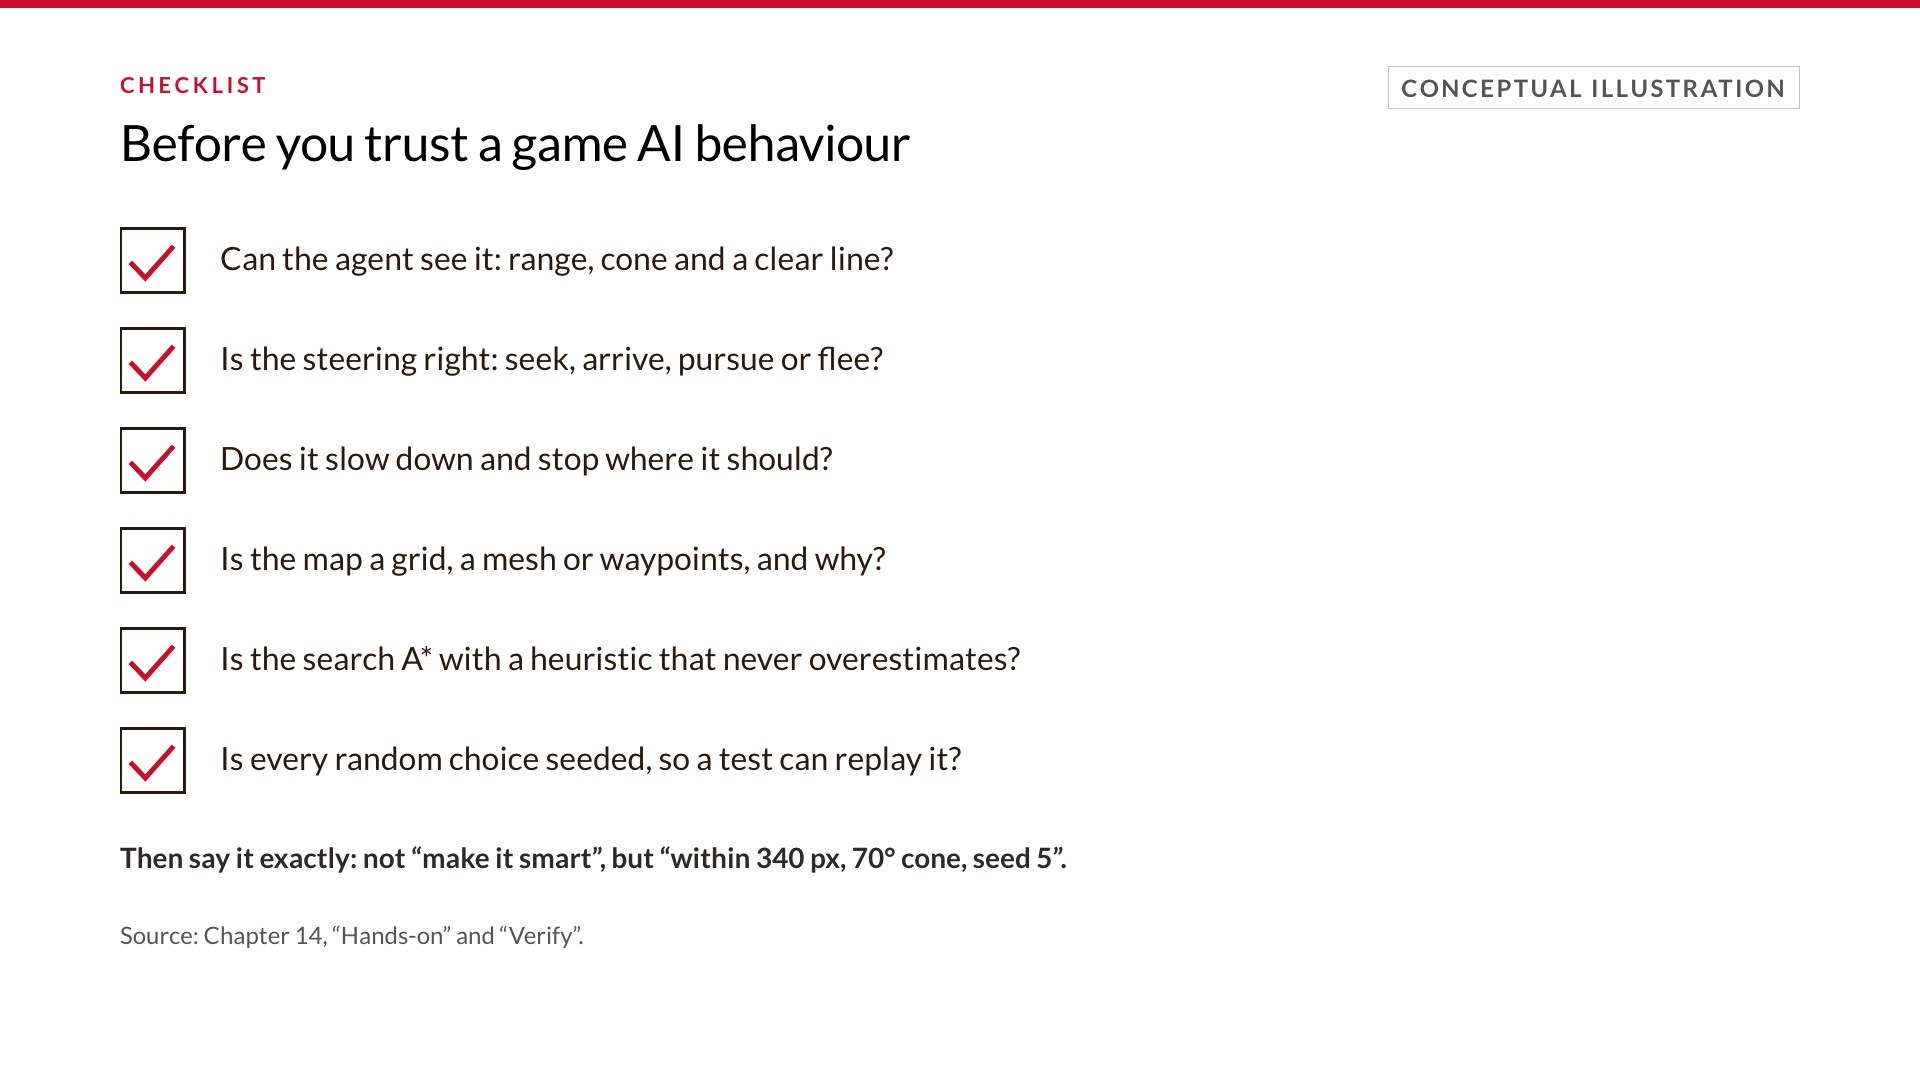 CHECKLIST
CONCEPTUAL ILLUSTRATION
Before you trust a game AI behaviour
Can the agent see it: range, cone and a clear line?
Is the steering right: seek, arrive, pursue or flee?
Does it slow down and stop where it should?
Is the map a grid, a mesh or waypoints, and why?
Is the search A* with a heuristic that never overestimates?
Is every random choice seeded, so a test can replay it?
Then say it exactly: not “make it smart”, but “within 340 px, 70° cone, seed 5”.
Source: Chapter 14, “Hands-on” and “Verify”.